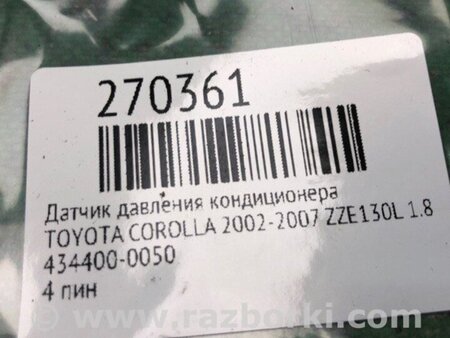 270361
Датчик давления кондиционера
TOYOTA COROLLA 2002-2007 ZZE130L 1.8
434400-0050
4 пин
www.razborki.com